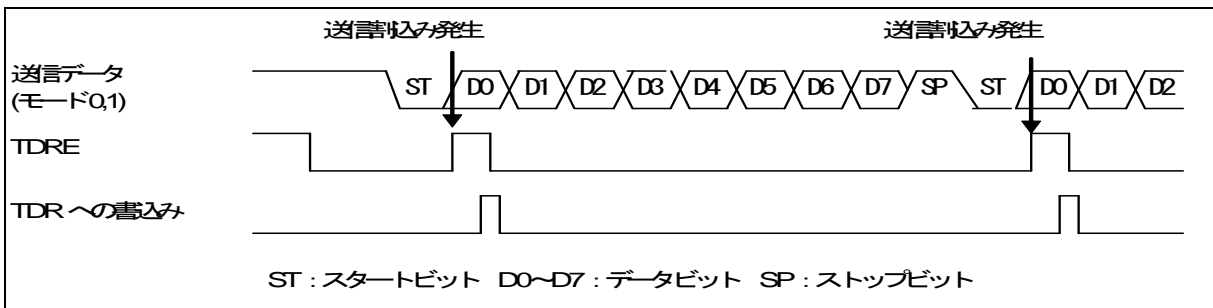 送信割込み発生 送信割込み発生
送信データ
(モード0,1)
ST D0 D1 D2 D3 D4 D5 D6 D7 SP ST D0 D1 D2
TDRE
TDR への書込み
ST：スタートビット D0~D7：データビット SP：ストップビット